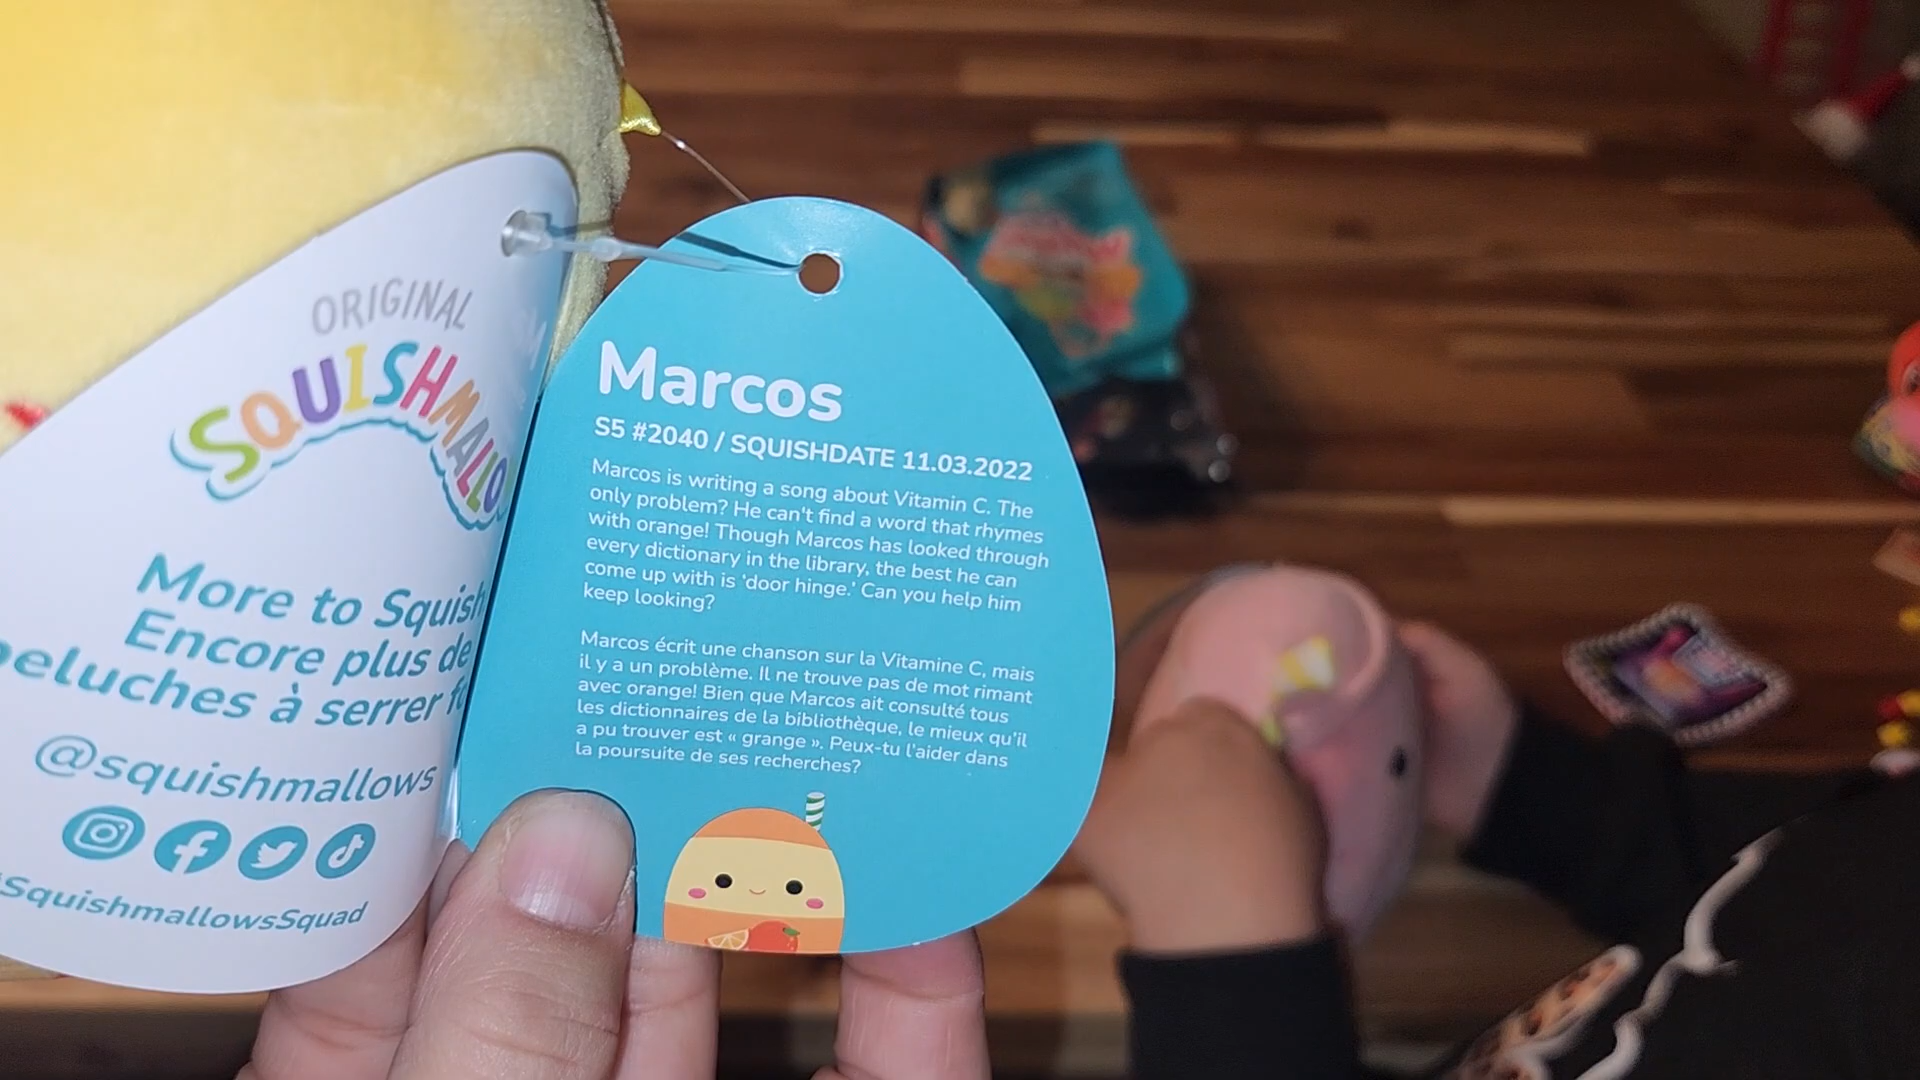 ORIGINAL
SQUISHMALLO
More to Squish
Encore plus de
peluches à serrer
@squishmallows
SquishmallowsSquad
Marcos
S5 #2040 / SQUISHDATE 11.03.2022
Marcos is writing a song about Vitamin C. The
only problem? He can't find a word that rhymes
with orange! Though Marcos has looked through
every dictionary in the library, the best he can
come up with is 'door hinge.' Can you help him
keep looking?
Marcos écrit une chanson sur la Vitamine C, mais
il y a un problème. Il ne trouve pas de mot rimant
avec orange! Bien que Marcos ait consulté tous
les dictionnaires de la bibliothèque, le mieux qu'il
a pu trouver est « grange ». Peux-tu l'aider dans
la poursuite de ses recherches?